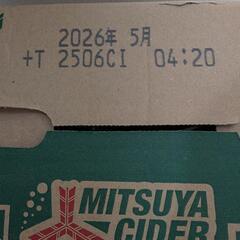 2026年 5月
+T 2506CI 04:20
MITSUYA
CIDER